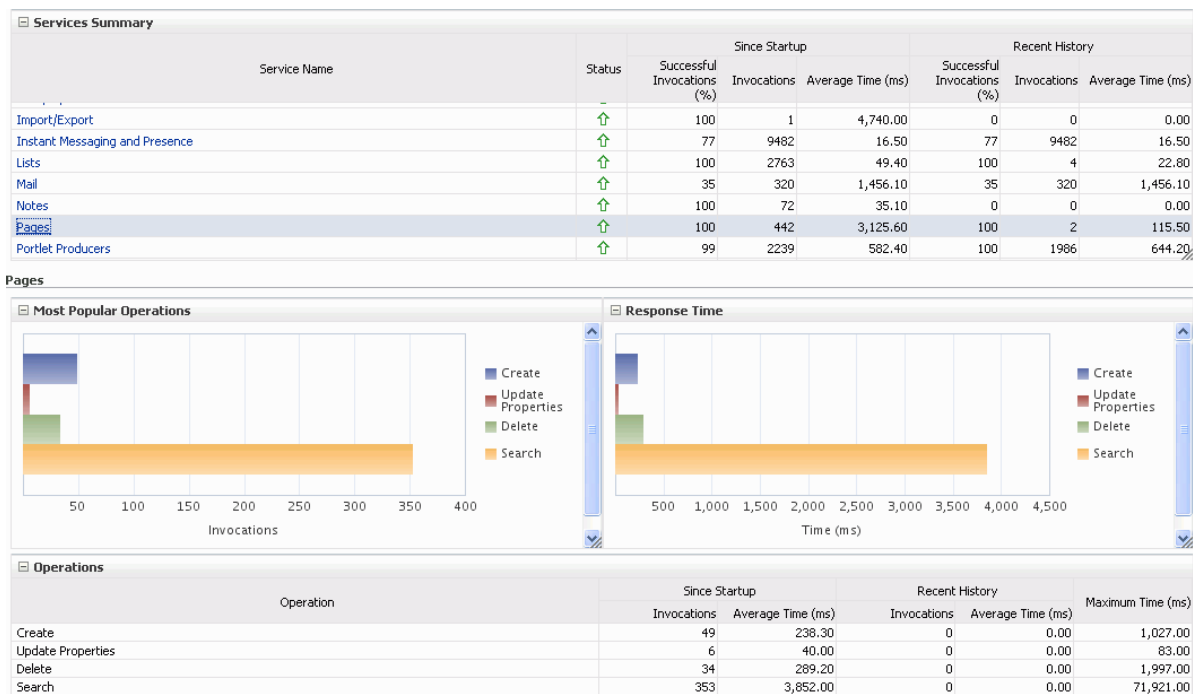 Services Summary
Service Name Status Since Startup Recent History
Successful Invocations (%) Invocations Average Time (ms) Successful Invocations (%) Invocations Average Time (ms)
Import/Export 100 1 4,740.00 0 0 0.00
Instant Messaging and Presence 77 9482 16.50 77 9482 16.50
Lists 100 2763 49.40 100 4 22.80
Mail 35 320 1,456.10 35 320 1,456.10
Notes 100 72 35.10 0 0 0.00
Pages 100 442 3,125.60 100 2 115.50
Portlet Producers 99 2239 582.40 100 1986 644.20
Pages
Most Popular Operations
Create
Update
Properties
Delete
Search
50 100 150 200 250 300 350 400
Invocations
Response Time
Create
Update
Properties
Delete
Search
500 1,000 1,500 2,000 2,500 3,000 3,500 4,000 4,500
Time (ms)
Operations
Operation Since Startup Recent History Maximum Time (ms)
Invocations Average Time (ms) Invocations Average Time (ms)
Create 49 238.30 0 0.00 1,027.00
Update Properties 6 40.00 0 0.00 83.00
Delete 34 289.20 0 0.00 1,997.00
Search 353 3,852.00 0 0.00 71,921.00